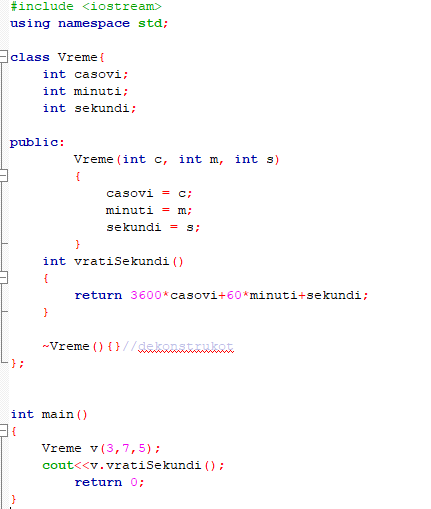 #include <iostream>
using namespace std;
class Vreme{
int casovi;
int minuti;
int sekundi;
public:
Vreme(int c, int m, int s)
{
casovi = c;
minuti = m;
sekundi = s;
}
int vratiSekundi()
{
return 3600*casovi+60*minuti+sekundi;
}
~Vreme(){}//dekonstrukot
};
int main()
{
Vreme v(3,7,5);
cout<<v.vratiSekundi();
return 0;
}